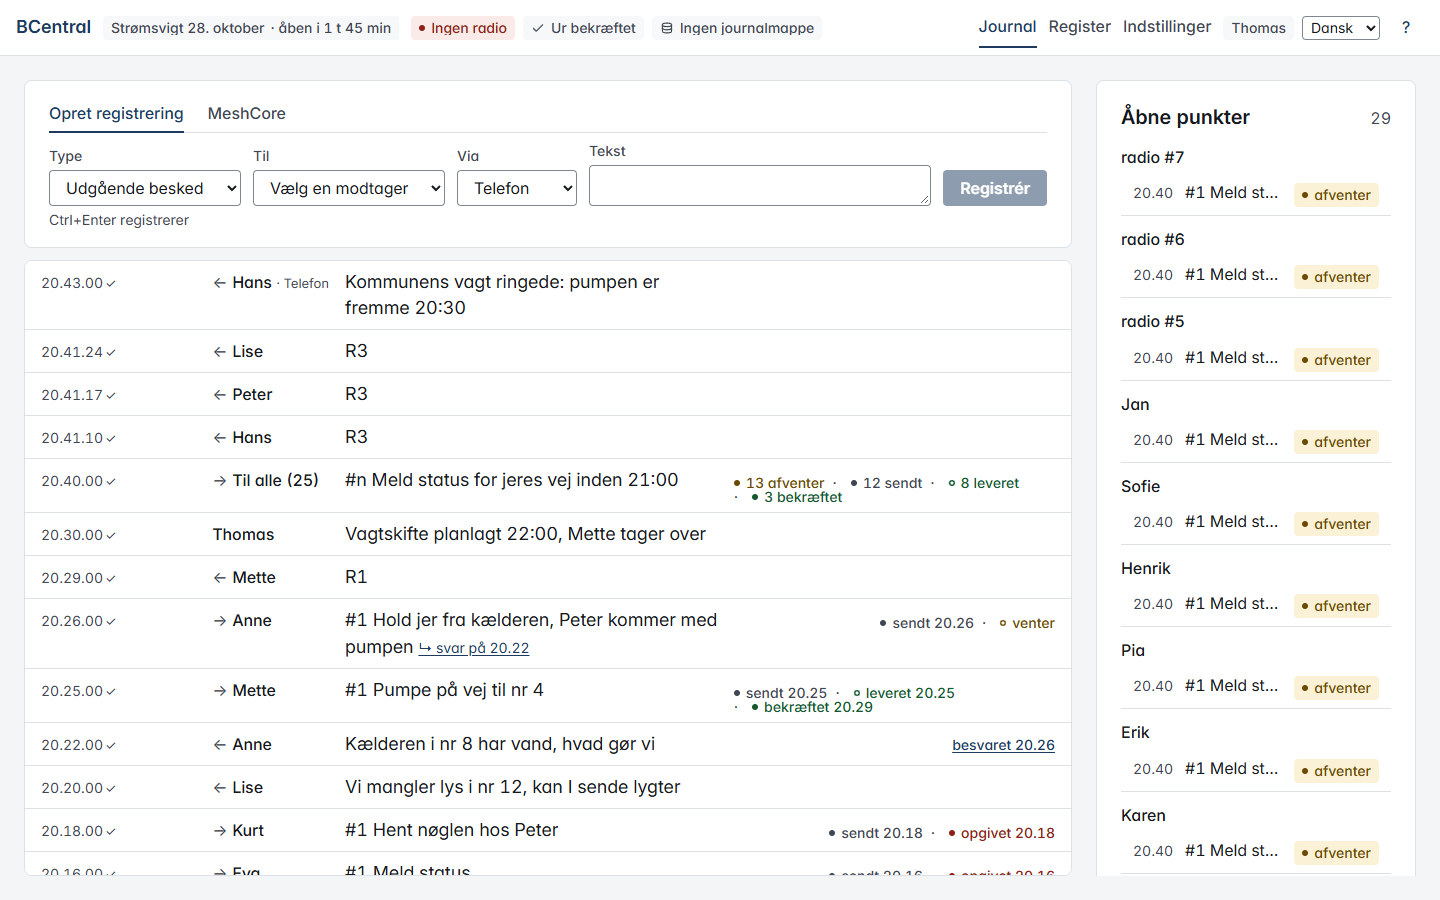 BCentral
Strømsvigt 28. oktober · åben i 1 t 45 min
Ingen radio
Ur bekræftet
Ingen journalmappe
Journal
Register
Indstillinger
Thomas
Dansk
?
Opret registrering
MeshCore
Type
Til
Via
Tekst
Udgående besked
Vælg en modtager
Telefon
Registrér
Ctrl+Enter registrerer
20.43.00 ✓ ← Hans · Telefon Kommunens vagt ringede: pumpen er
fremme 20:30
20.41.24 ✓ ← Lise R3
20.41.17 ✓ ← Peter R3
20.41.10 ✓ ← Hans R3
20.40.00 ✓ → Til alle (25) #n Meld status for jeres vej inden 21:00 13 afventer · 12 sendt · 8 leveret
· 3 bekræftet
20.30.00 ✓ Thomas Vagtskifte planlagt 22:00, Mette tager over
20.29.00 ✓ ← Mette R1
20.26.00 ✓ → Anne #1 Hold jer fra kælderen, Peter kommer med sendt 20.26 · venter
pumpen ↪ svar på 20.22
20.25.00 ✓ → Mette #1 Pumpe på vej til nr 4 sendt 20.25 · leveret 20.25
· bekræftet 20.29
20.22.00 ✓ ← Anne Kælderen i nr 8 har vand, hvad gør vi besvaret 20.26
20.20.00 ✓ ← Lise Vi mangler lys i nr 12, kan I sende lygter
20.18.00 ✓ → Kurt #1 Hent nøglen hos Peter sendt 20.18 · opgivet 20.18
20.16.00 ✓ → Eva #1 Meld status sendt 20.16 · opgivet 20.16
Åbne punkter 29
radio #7
20.40 #1 Meld st... afventer
radio #6
20.40 #1 Meld st... afventer
radio #5
20.40 #1 Meld st... afventer
Jan
20.40 #1 Meld st... afventer
Sofie
20.40 #1 Meld st... afventer
Henrik
20.40 #1 Meld st... afventer
Pia
20.40 #1 Meld st... afventer
Erik
20.40 #1 Meld st... afventer
Karen
20.40 #1 Meld st... afventer